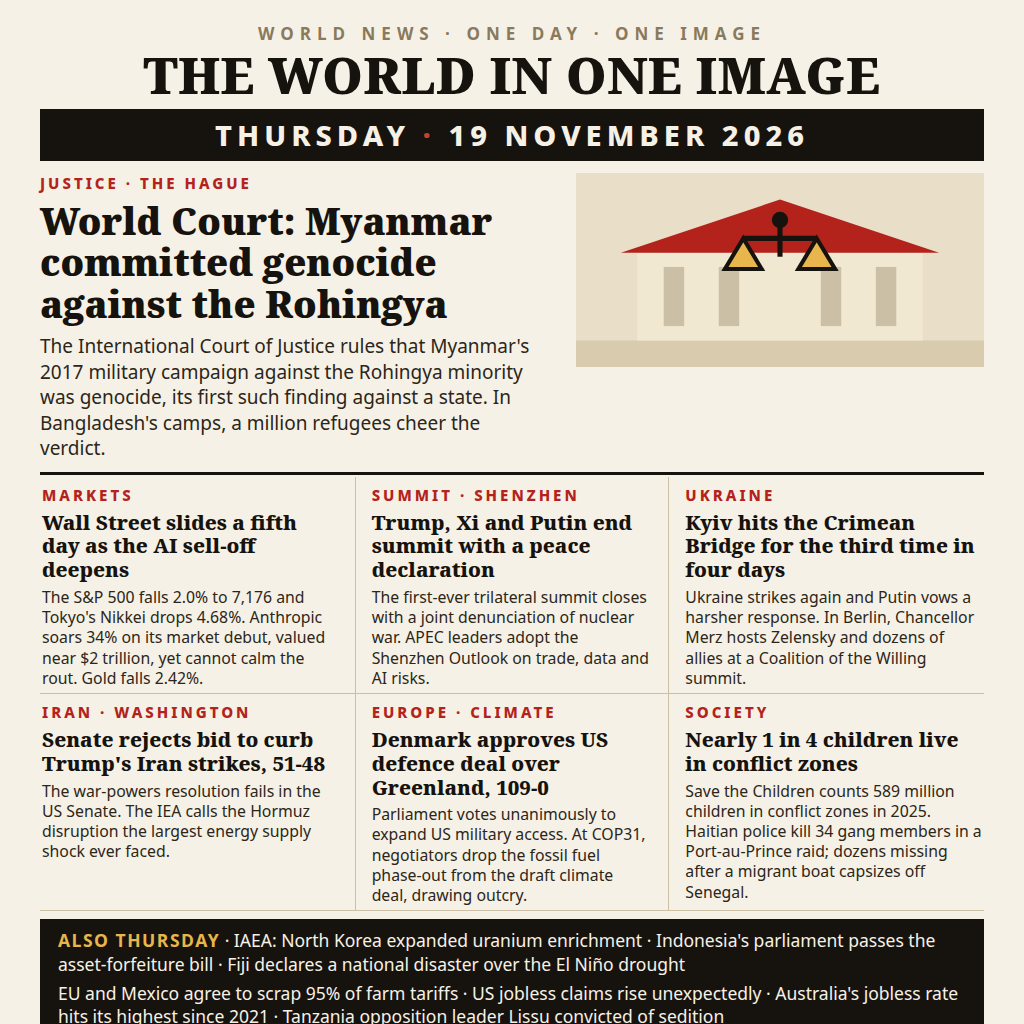 WORLD NEWS · ONE DAY · ONE IMAGE
THE WORLD IN ONE IMAGE
THURSDAY · 19 NOVEMBER 2026
JUSTICE · THE HAGUE
World Court: Myanmar
committed genocide
against the Rohingya
The International Court of Justice rules that Myanmar's
2017 military campaign against the Rohingya minority
was genocide, its first such finding against a state. In
Bangladesh's camps, a million refugees cheer the
verdict.
MARKETS
Wall Street slides a fifth
day as the AI sell-off
deepens
The S&P 500 falls 2.0% to 7,176 and
Tokyo's Nikkei drops 4.68%. Anthropic
soars 34% on its market debut, valued
near $2 trillion, yet cannot calm the
rout. Gold falls 2.42%.
SUMMIT · SHENZHEN
Trump, Xi and Putin end
summit with a peace
declaration
The first-ever trilateral summit closes
with a joint denunciation of nuclear
war. APEC leaders adopt the
Shenzhen Outlook on trade, data and
AI risks.
UKRAINE
Kyiv hits the Crimean
Bridge for the third time in
four days
Ukraine strikes again and Putin vows a
harsher response. In Berlin, Chancellor
Merz hosts Zelensky and dozens of
allies at a Coalition of the Willing
summit.
IRAN · WASHINGTON
Senate rejects bid to curb
Trump's Iran strikes, 51-48
The war-powers resolution fails in the
US Senate. The IEA calls the Hormuz
disruption the largest energy supply
shock ever faced.
EUROPE · CLIMATE
Denmark approves US
defence deal over
Greenland, 109-0
Parliament votes unanimously to
expand US military access. At COP31,
negotiators drop the fossil fuel
phase-out from the draft climate
deal, drawing outcry.
SOCIETY
Nearly 1 in 4 children live
in conflict zones
Save the Children counts 589 million
children in conflict zones in 2025.
Haitian police kill 34 gang members in a
Port-au-Prince raid; dozens missing
after a migrant boat capsizes off
Senegal.
ALSO THURSDAY · IAEA: North Korea expanded uranium enrichment · Indonesia's parliament passes the
asset-forfeiture bill · Fiji declares a national disaster over the El Niño drought
EU and Mexico agree to scrap 95% of farm tariffs · US jobless claims rise unexpectedly · Australia's jobless rate
hits its highest since 2021 · Tanzania opposition leader Lissu convicted of sedition